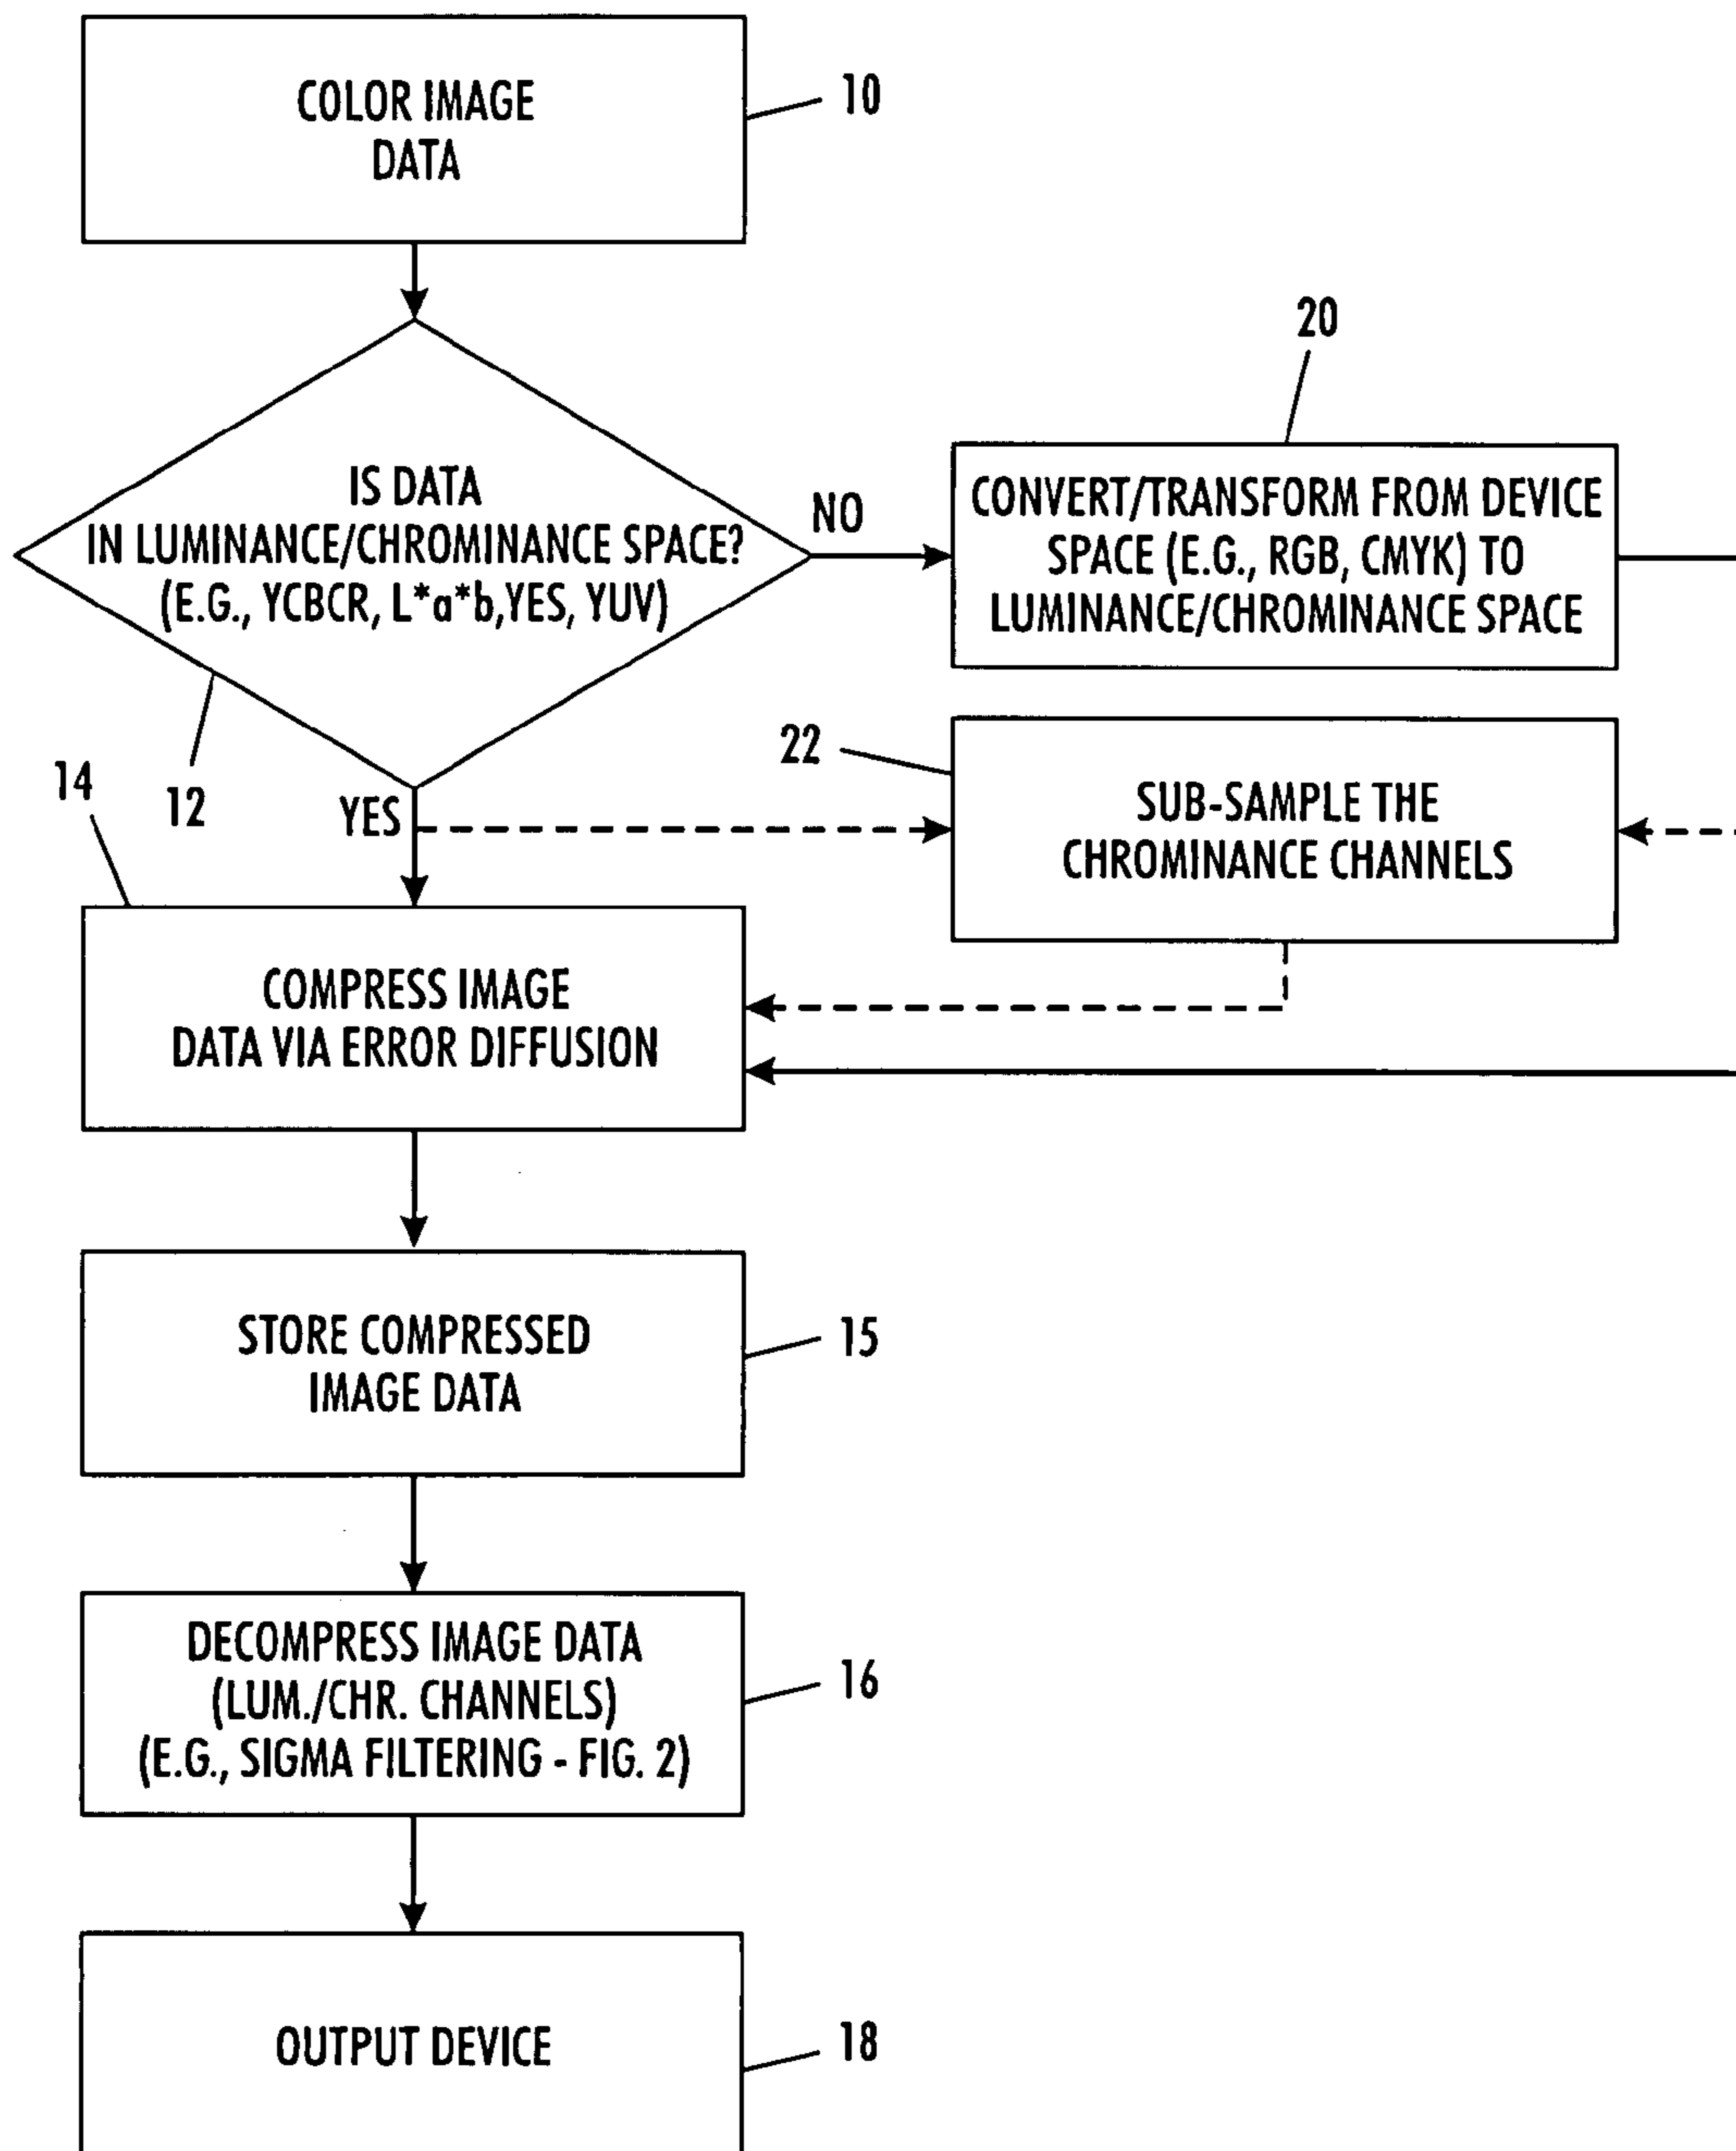 COLOR IMAGE
DATA
10
IS DATA
IN LUMINANCE/CHROMINANCE SPACE?
(E.G., YCBCR, L*a*b,YES, YUV)
12
NO
20
CONVERT/TRANSFORM FROM DEVICE
SPACE (E.G., RGB, CMYK) TO
LUMINANCE/CHROMINANCE SPACE
YES
22
SUB-SAMPLE THE
CHROMINANCE CHANNELS
14
COMPRESS IMAGE
DATA VIA ERROR DIFFUSION
STORE COMPRESSED
IMAGE DATA
15
DECOMPRESS IMAGE DATA
(LUM./CHR. CHANNELS)
(E.G., SIGMA FILTERING - FIG. 2)
16
OUTPUT DEVICE
18